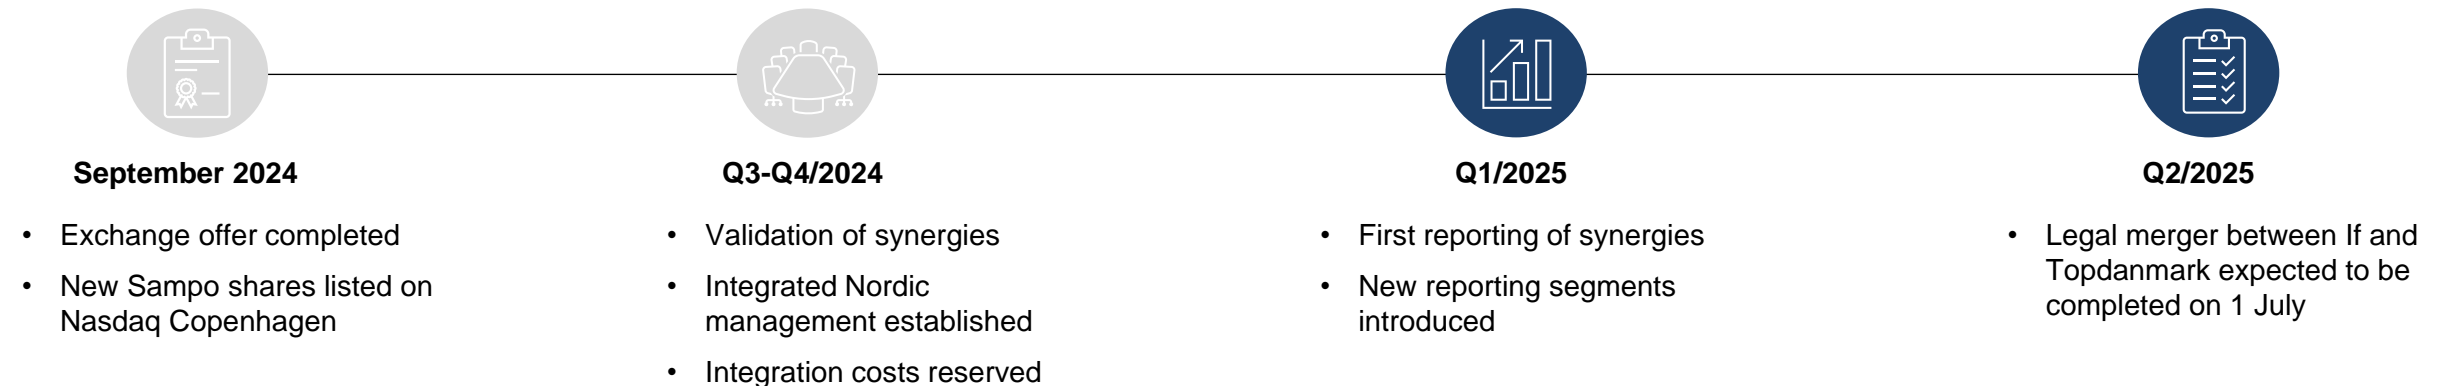 September 2024
• Exchange offer completed
• New Sampo shares listed on
Nasdaq Copenhagen
Q3-Q4/2024
• Validation of synergies
• Integrated Nordic
management established
• Integration costs reserved
Q1/2025
• First reporting of synergies
• New reporting segments
introduced
Q2/2025
• Legal merger between If and
Topdanmark expected to be
completed on 1 July